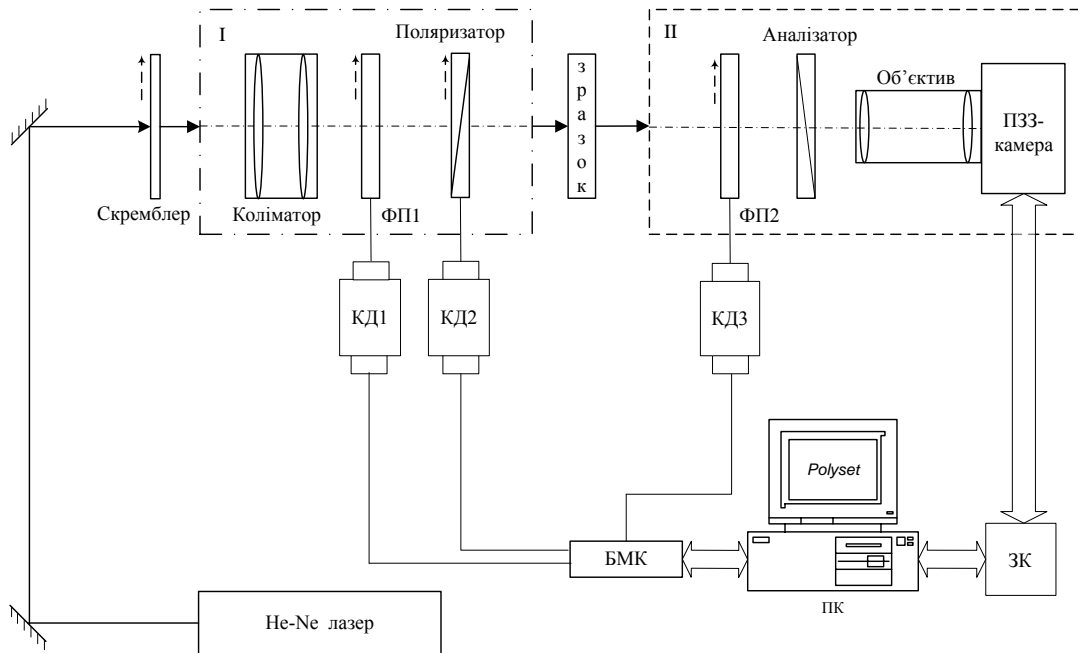 I
Поляризатор
II
Аналізатор
Об’єктив
ПЗЗ-
камера
зразок
Скремблер
Коліматор
ФП1
ФП2
КД1
КД2
КД3
Polyset
БМК
ЗК
ПК
He-Ne лазер